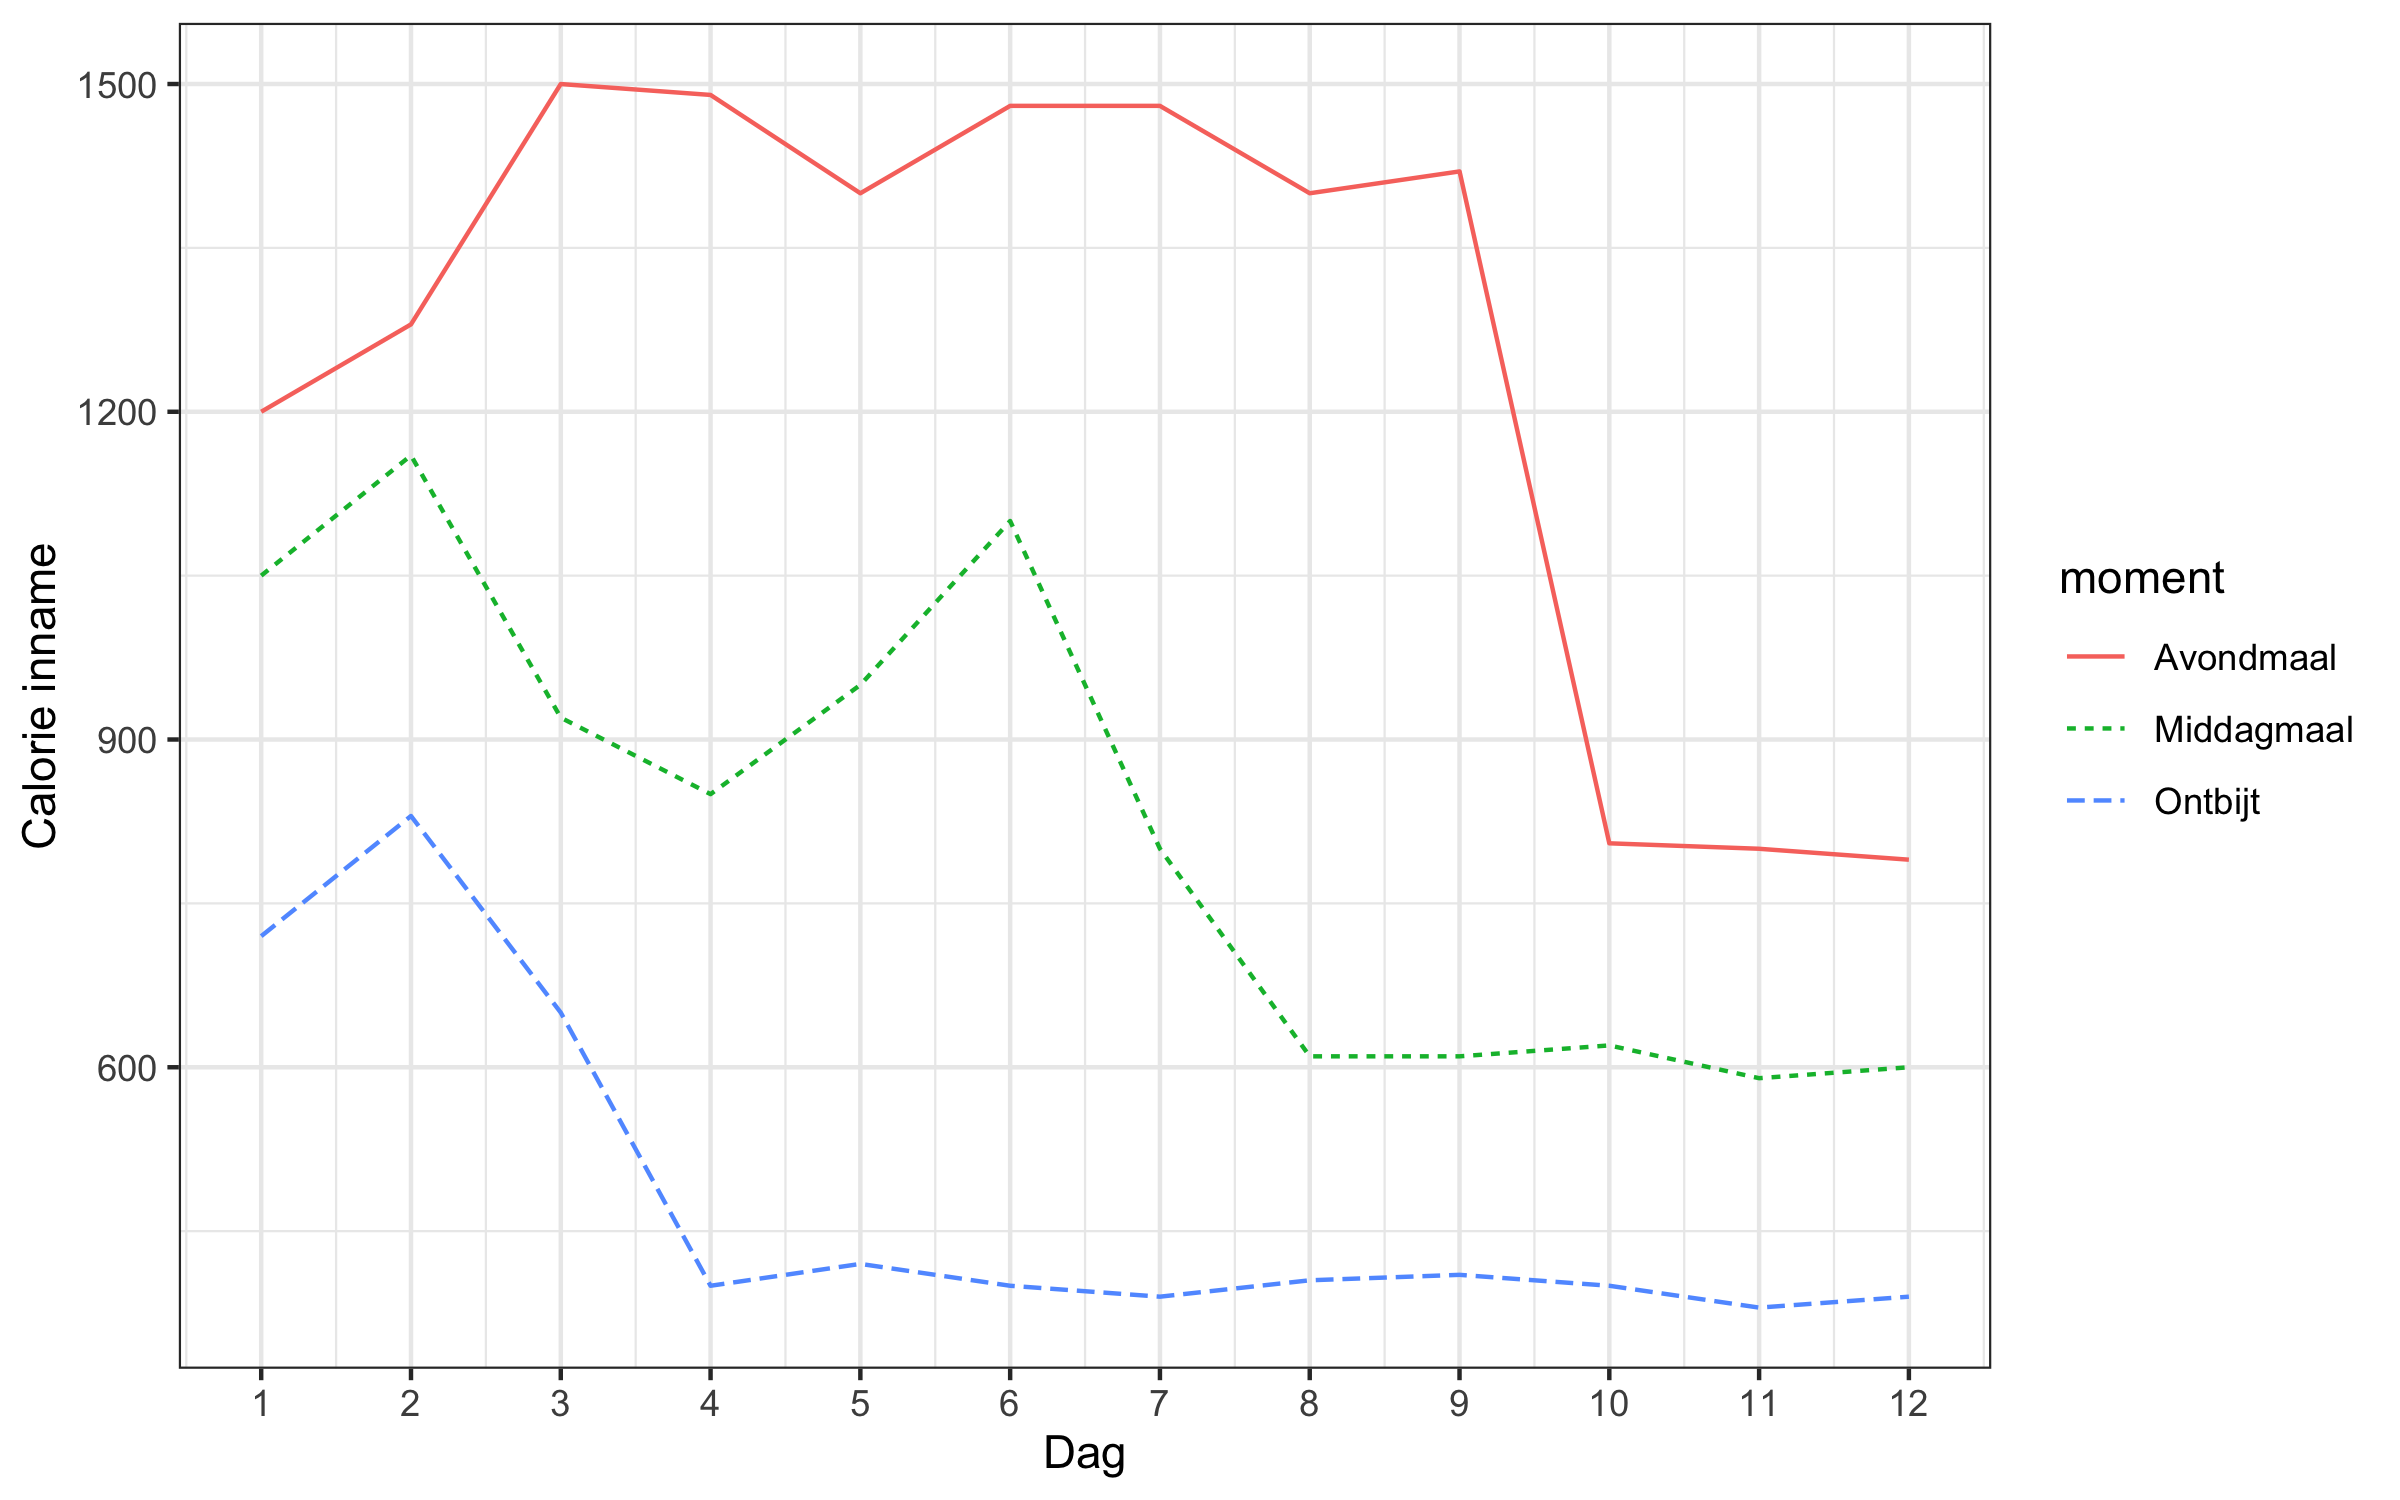 1500
1200
900
600
Calorie inname
1 2 3 4 5 6 7 8 9 10 11 12
Dag
moment
Avondmaal
Middagmaal
Ontbijt